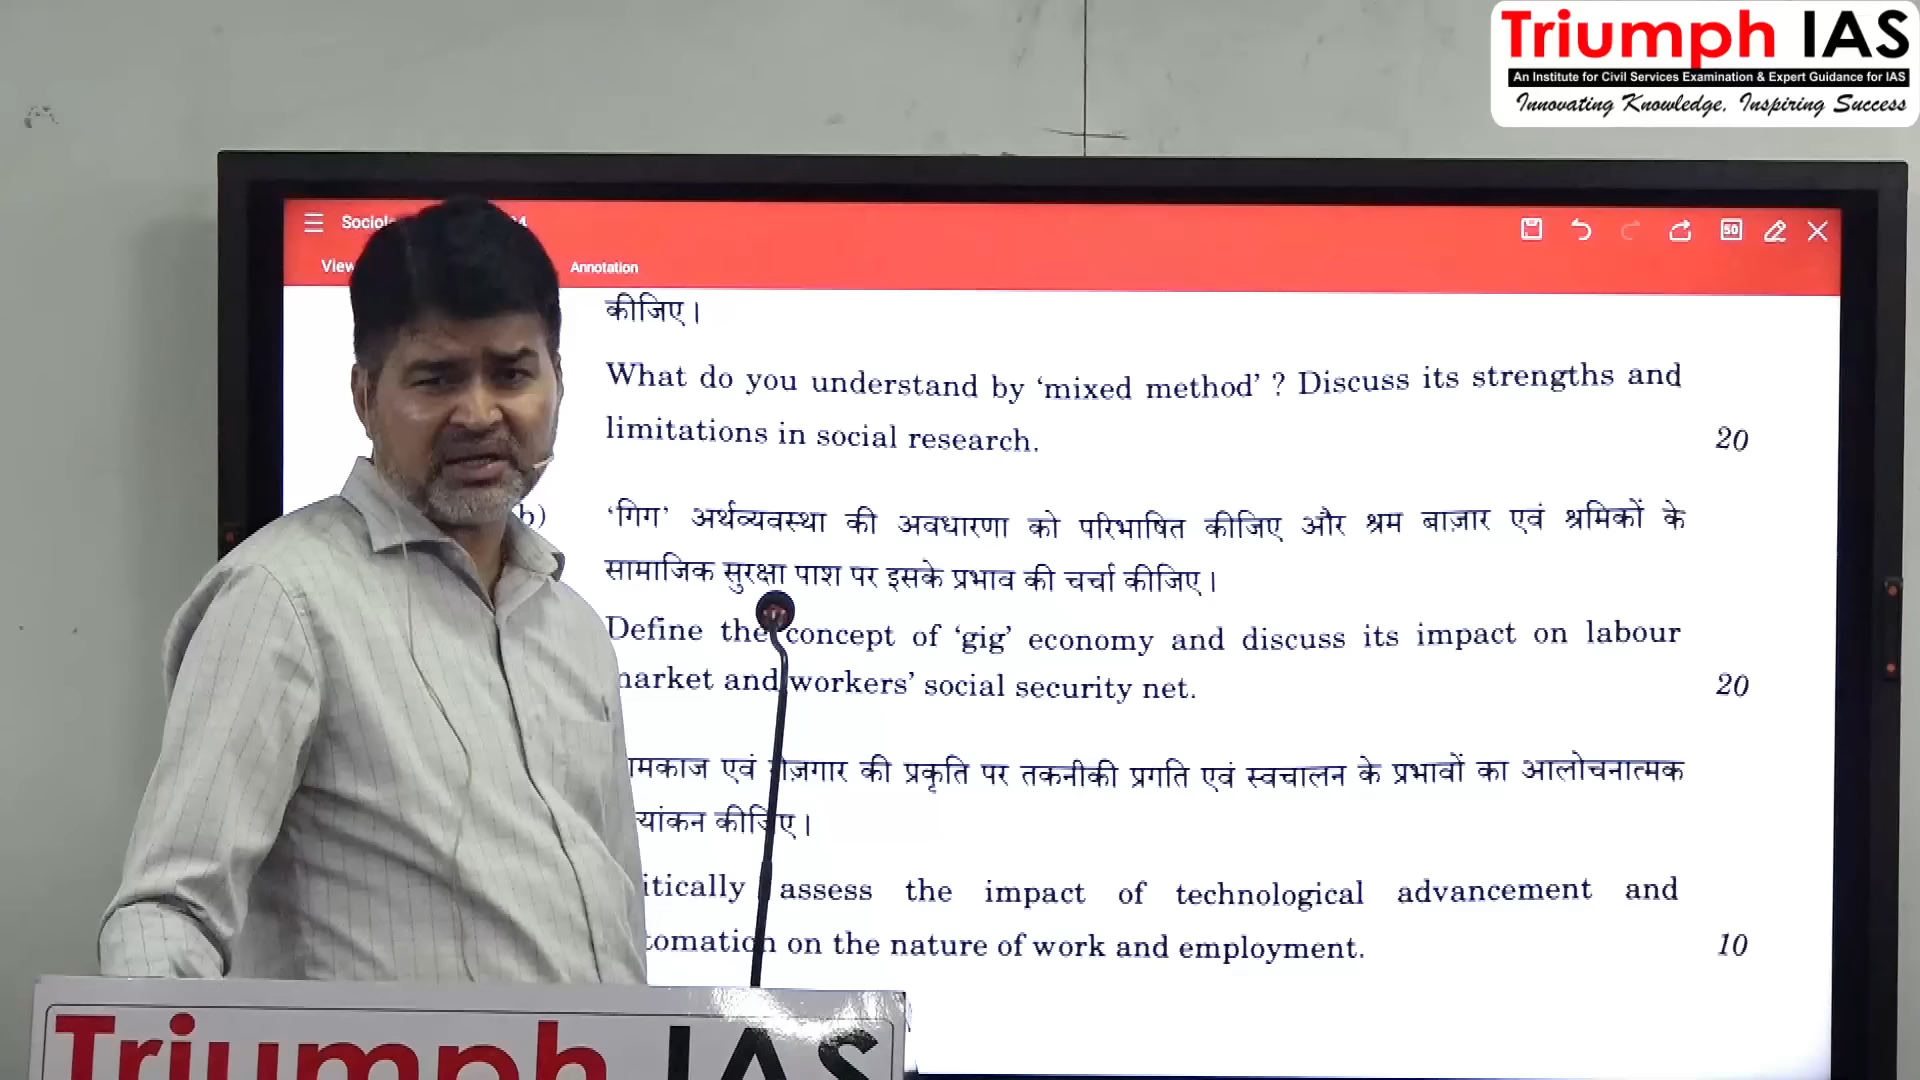 Triumph IAS
An Institute for Civil Services Examination & Expert Guidance for IAS
Innovating Knowledge, Inspiring Success
Annotation
50
कीजिए।
What do you understand by ‘mixed method’ ? Discuss its strengths and
limitations in social research. 20
b) ‘गिग’ अर्थव्यवस्था की अवधारणा को परिभाषित कीजिए और श्रम बाज़ार एवं श्रमिकों के
सामाजिक सुरक्षा पाश पर इसके प्रभाव की चर्चा कीजिए।
Define the concept of ‘gig’ economy and discuss its impact on labour
and workers’ social security net. 20
एवं की प्रकृति पर तकनीकी प्रगति एवं स्वचालन के प्रभावों का आलोचनात्मक
कीजिए।
assess the impact of technological advancement and
on the nature of work and employment. 10
Triumph IAS